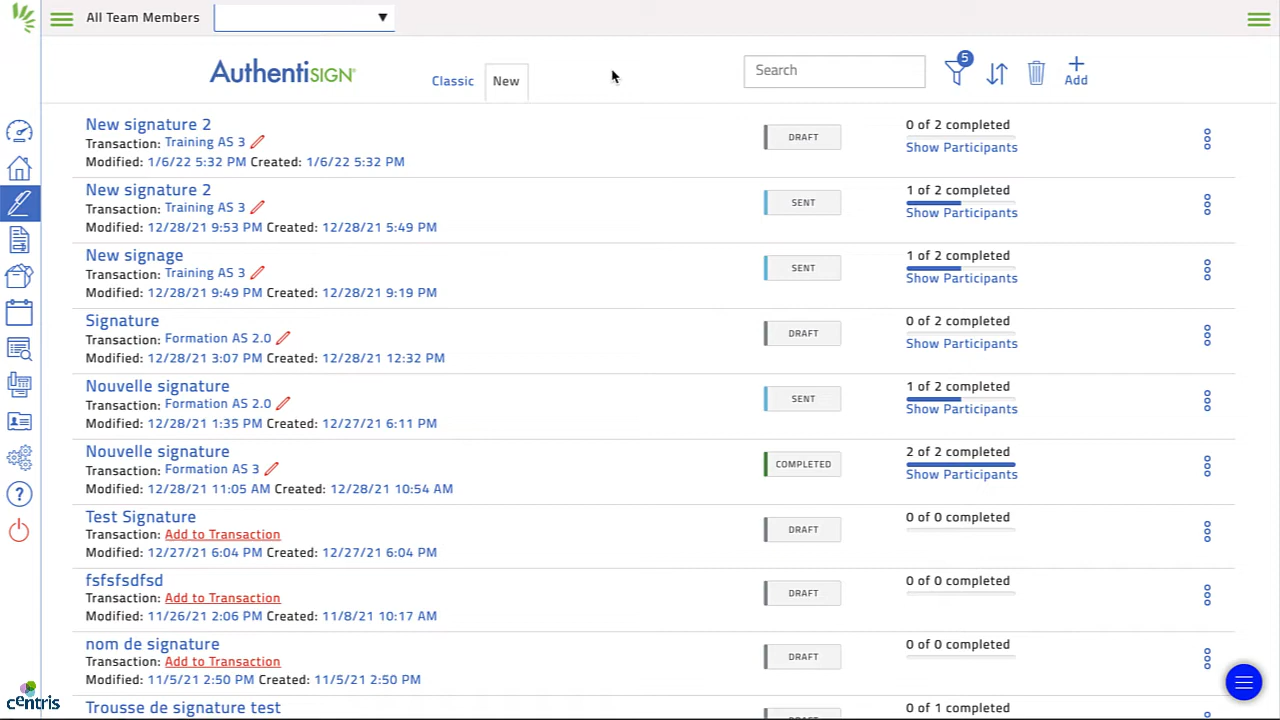 All Team Members
AuthentiSIGN®
Classic
New
Search
5
Add
New signature 2
Transaction: Training AS 3
Modified: 1/6/22 5:32 PM Created: 1/6/22 5:32 PM
DRAFT
0 of 2 completed
Show Participants
New signature 2
Transaction: Training AS 3
Modified: 12/28/21 9:53 PM Created: 12/28/21 5:49 PM
SENT
1 of 2 completed
Show Participants
New signage
Transaction: Training AS 3
Modified: 12/28/21 9:49 PM Created: 12/28/21 9:19 PM
SENT
1 of 2 completed
Show Participants
Signature
Transaction: Formation AS 2.0
Modified: 12/28/21 3:07 PM Created: 12/28/21 12:32 PM
DRAFT
0 of 2 completed
Show Participants
Nouvelle signature
Transaction: Formation AS 2.0
Modified: 12/28/21 1:35 PM Created: 12/27/21 6:11 PM
SENT
1 of 2 completed
Show Participants
Nouvelle signature
Transaction: Formation AS 3
Modified: 12/28/21 11:05 AM Created: 12/28/21 10:54 AM
COMPLETED
2 of 2 completed
Show Participants
Test Signature
Transaction: Add to Transaction
Modified: 12/27/21 6:04 PM Created: 12/27/21 6:04 PM
DRAFT
0 of 0 completed
fsfsfsdfsd
Transaction: Add to Transaction
Modified: 11/26/21 2:06 PM Created: 11/8/21 10:17 AM
DRAFT
0 of 0 completed
nom de signature
Transaction: Add to Transaction
Modified: 11/5/21 2:50 PM Created: 11/5/21 2:50 PM
DRAFT
0 of 0 completed
Trousse de signature test
DRAFT
0 of 1 completed
?
centris